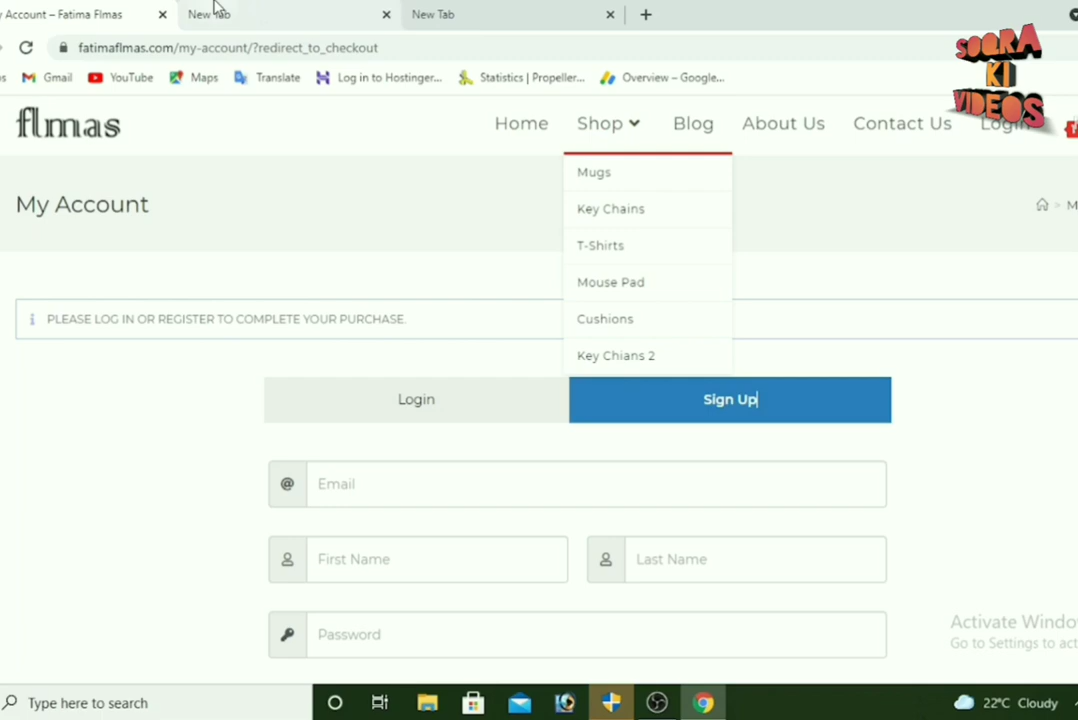 y Account – Fatima Flmas
New Tab
New Tab
fatimaflmas.com/my-account/?redirect_to_checkout
Gmail
YouTube
Maps
Translate
Log in to Hostinger...
Statistics | Propeller...
Overview – Google...
SOQRA
KI
VIDEOS
flmas
Home
Shop
Blog
About Us
Contact Us
Login
My Account
Mugs
Key Chains
T-Shirts
Mouse Pad
Cushions
Key Chians 2
PLEASE LOG IN OR REGISTER TO COMPLETE YOUR PURCHASE.
Login
Sign Up
@ Email
First Name
Last Name
Password
Activate Windo
Go to Settings to act
Type here to search
22°C Cloudy